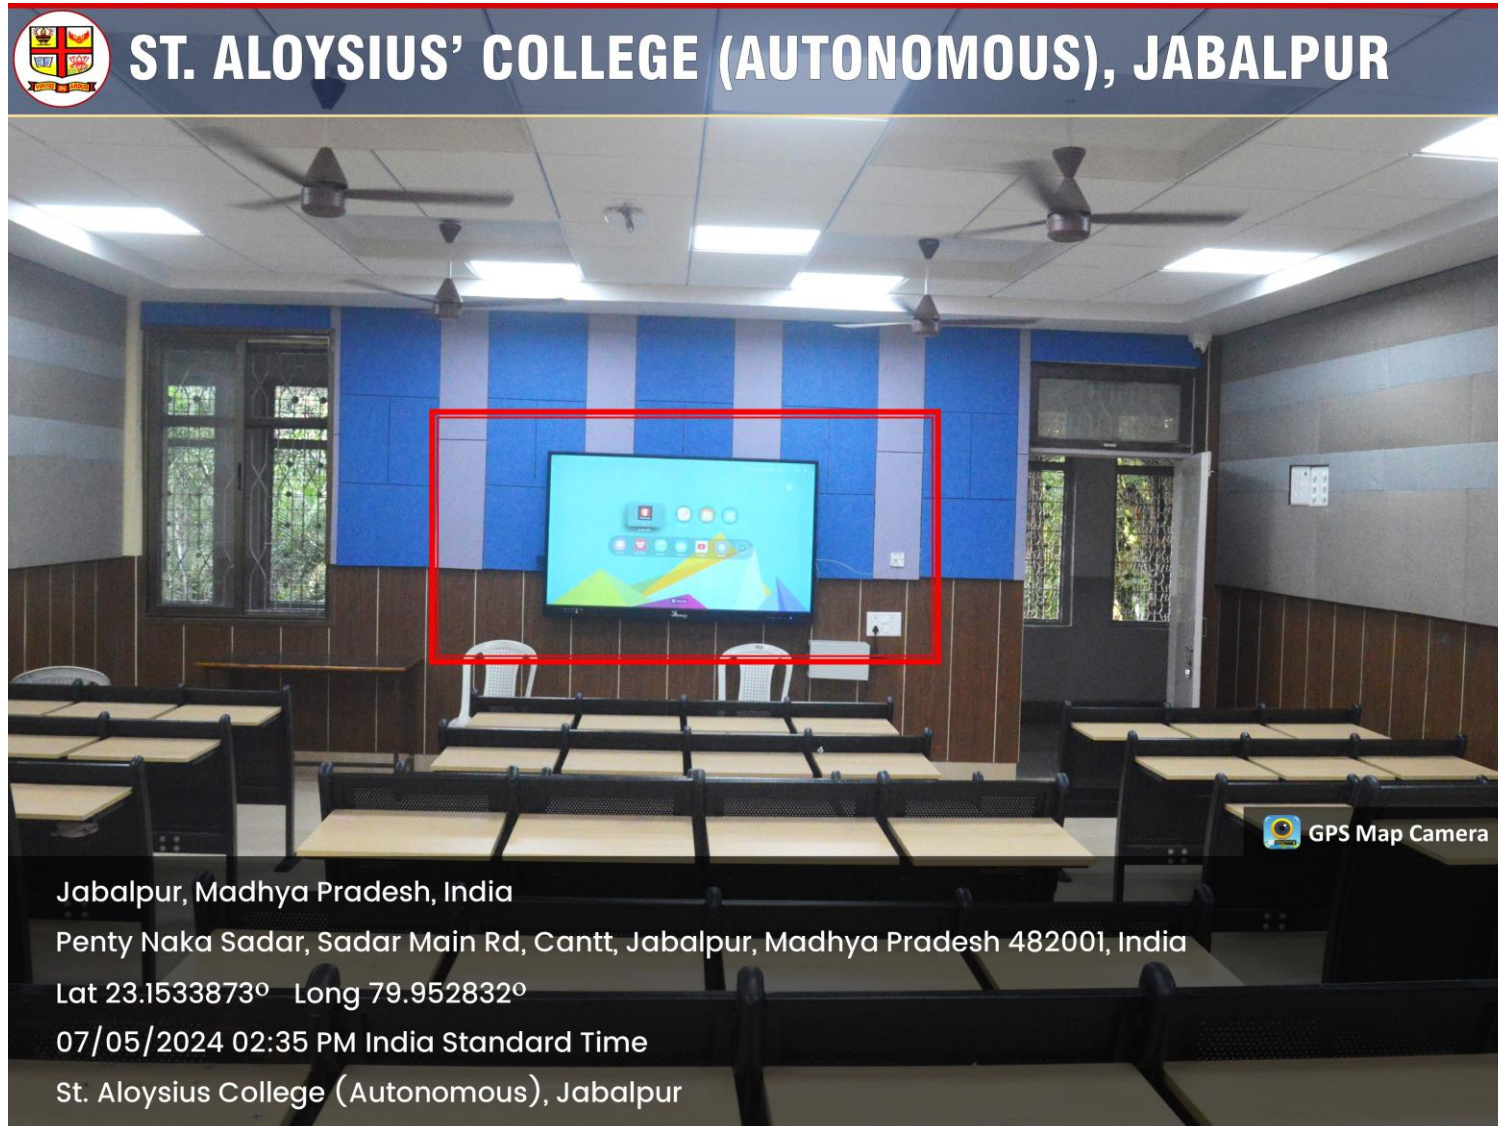 ST. ALOYSIUS’ COLLEGE (AUTONOMOUS), JABALPUR
GPS Map Camera
Jabalpur, Madhya Pradesh, India
Penty Naka Sadar, Sadar Main Rd, Cantt, Jabalpur, Madhya Pradesh 482001, India
Lat 23.1533873º Long 79.952832º
07/05/2024 02:35 PM India Standard Time
St. Aloysius College (Autonomous), Jabalpur